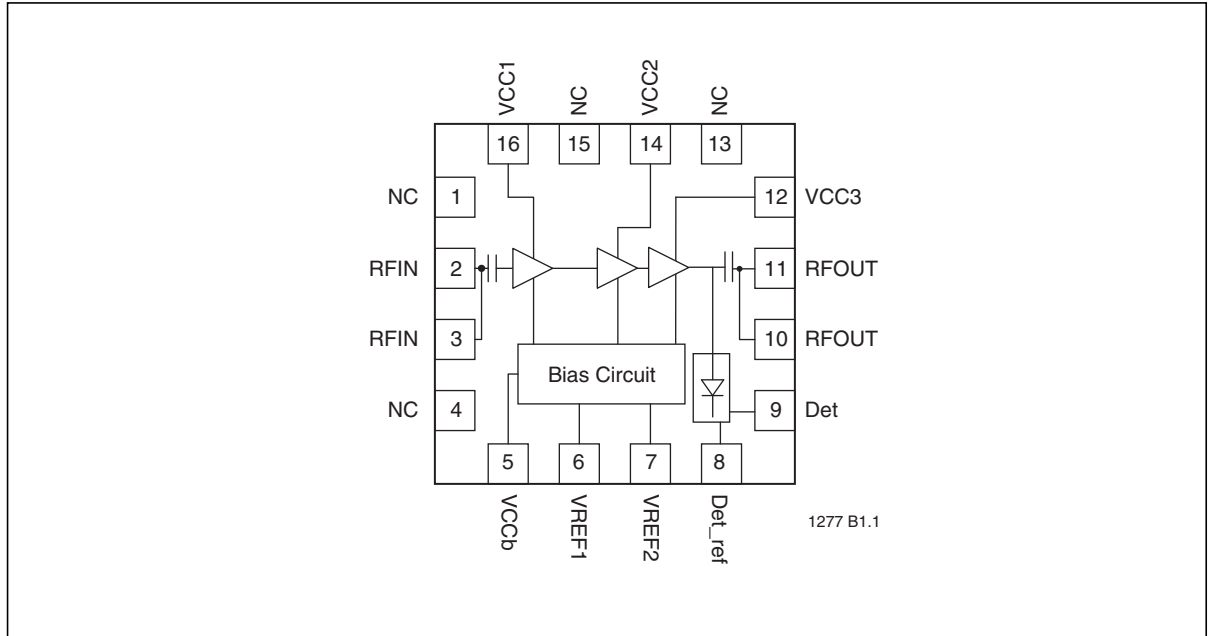 VCC1
NC
VCC2
NC
16
15
14
13
NC
1
12
VCC3
RFIN
2
11
RFOUT
RFIN
3
10
RFOUT
Bias Circuit
NC
4
9
Det
5
6
7
8
VCCb
VREF1
VREF2
Det_ref
1277 B1.1